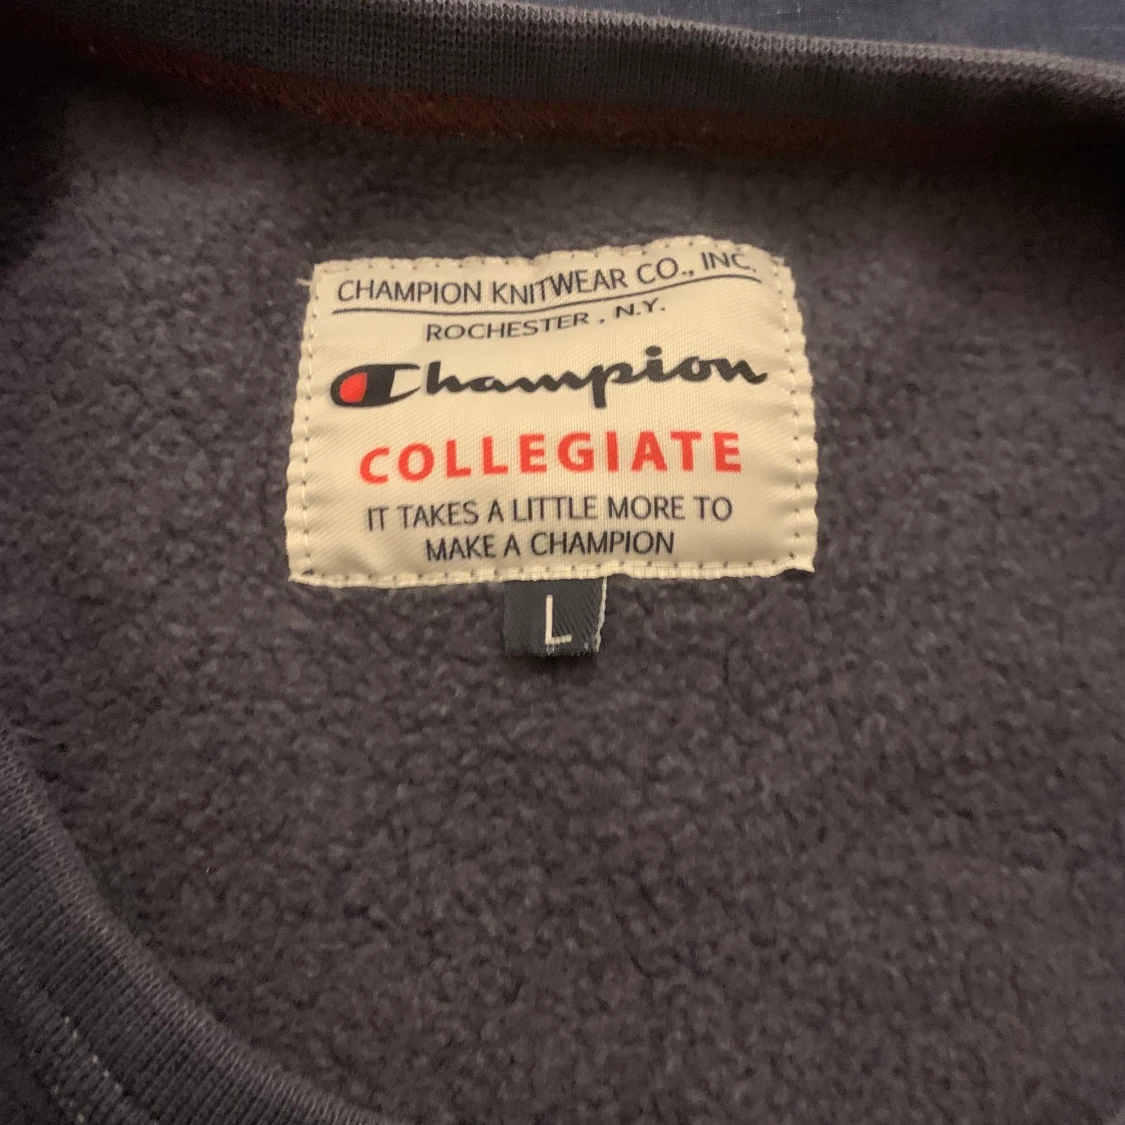 CHAMPION KNITWEAR CO., INC.
ROCHESTER . N.Y.
Champion
COLLEGIATE
IT TAKES A LITTLE MORE TO
MAKE A CHAMPION
L